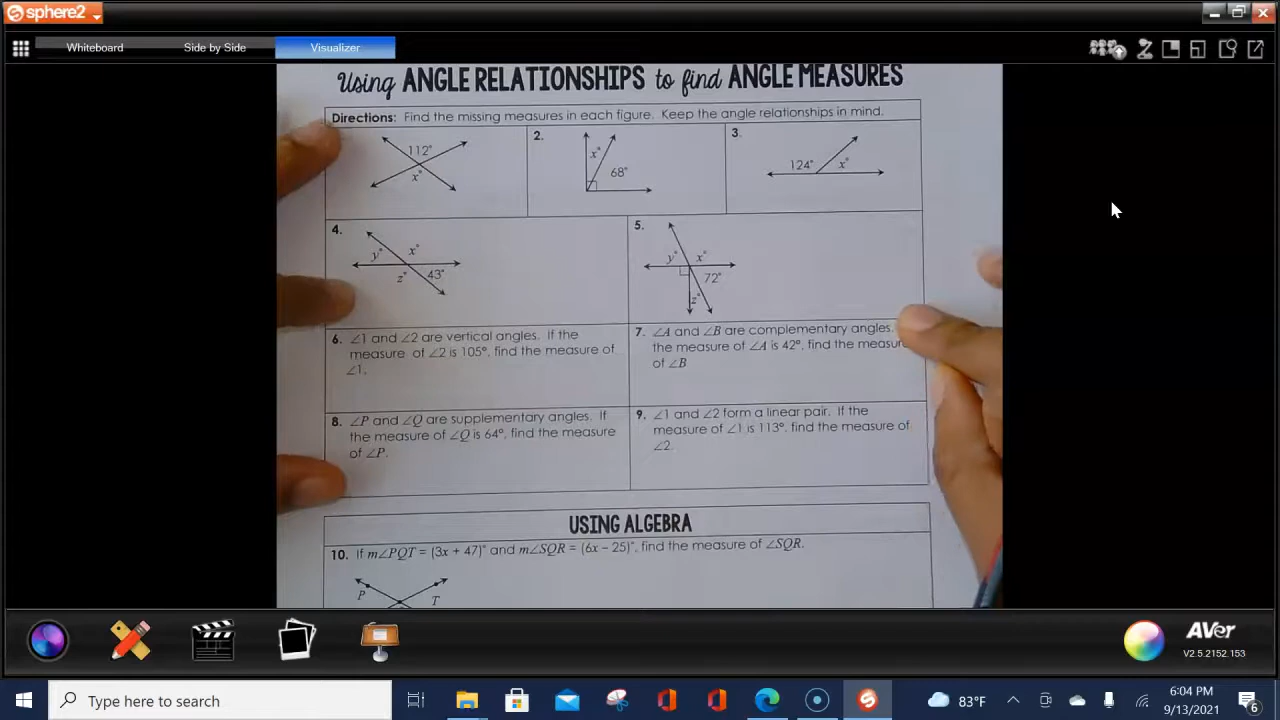 sphere2
Whiteboard Side by Side Visualizer
Using ANGLE RELATIONSHIPS to find ANGLE MEASURES
Directions: Find the missing measures in each figure. Keep the angle relationships in mind.
112°
x°
2.
x°
68°
3.
124° x°
4.
y° x°
z° 43°
5.
y° x°
72°
z°
6. ∠1 and ∠2 are vertical angles. If the
measure of ∠2 is 105°, find the measure of
∠1.
7. ∠A and ∠B are complementary angles.
the measure of ∠A is 42°, find the measure
of ∠B
8. ∠P and ∠Q are supplementary angles. If
the measure of ∠Q is 64°, find the measure
of ∠P.
9. ∠1 and ∠2 form a linear pair. If the
measure of ∠1 is 113°, find the measure of
∠2.
USING ALGEBRA
10. If m∠PQT = (3x + 47)° and m∠SQR = (6x – 25)°, find the measure of ∠SQR.
P T
AVer
V2.5.2152.153
Type here to search
83°F
6:04 PM
9/13/2021
6